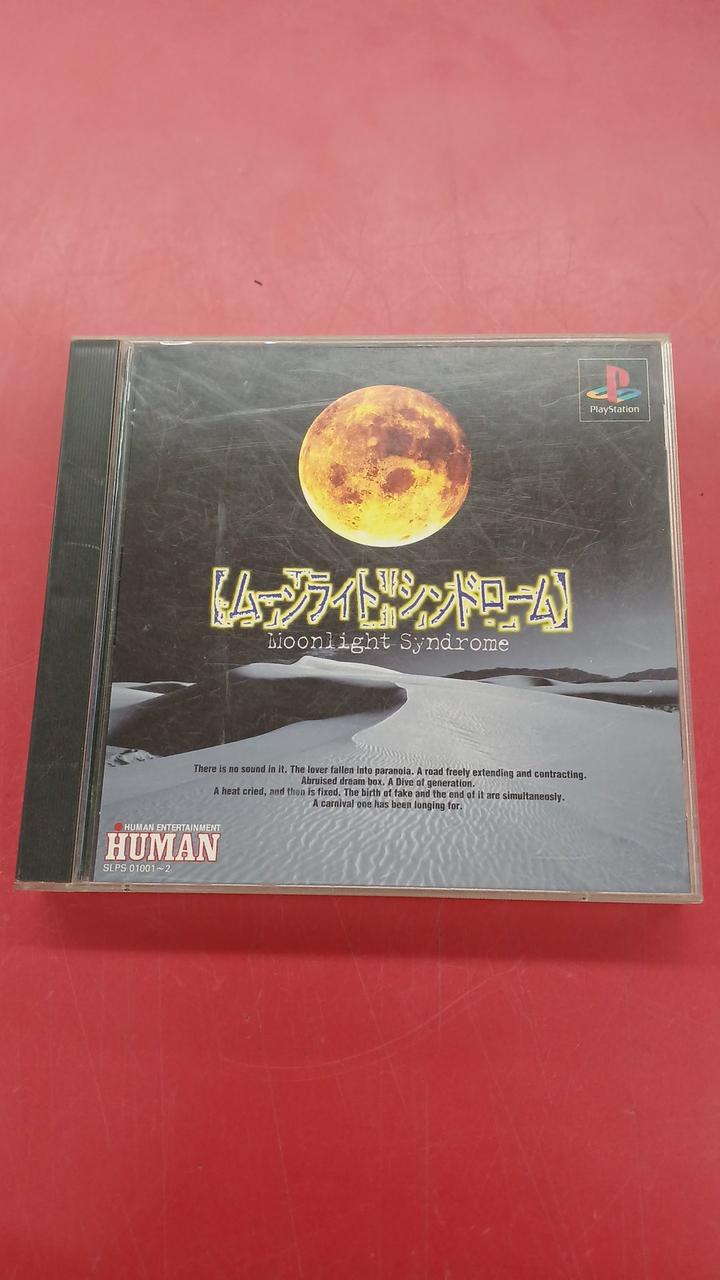 PlayStation
【ムーンライト・シンドローム】
Moonlight Syndrome
There is no sound in it. The lover fallen into paranoia. A road freely extending and contracting.
Abruised dream box. A Dive of generation.
A heat cried, and then is fixed. The birth of fake and the end of it are simultaneously.
A carnival one has been longing for.
HUMAN ENTERTAINMENT
HUMAN
SLPS 01001~2